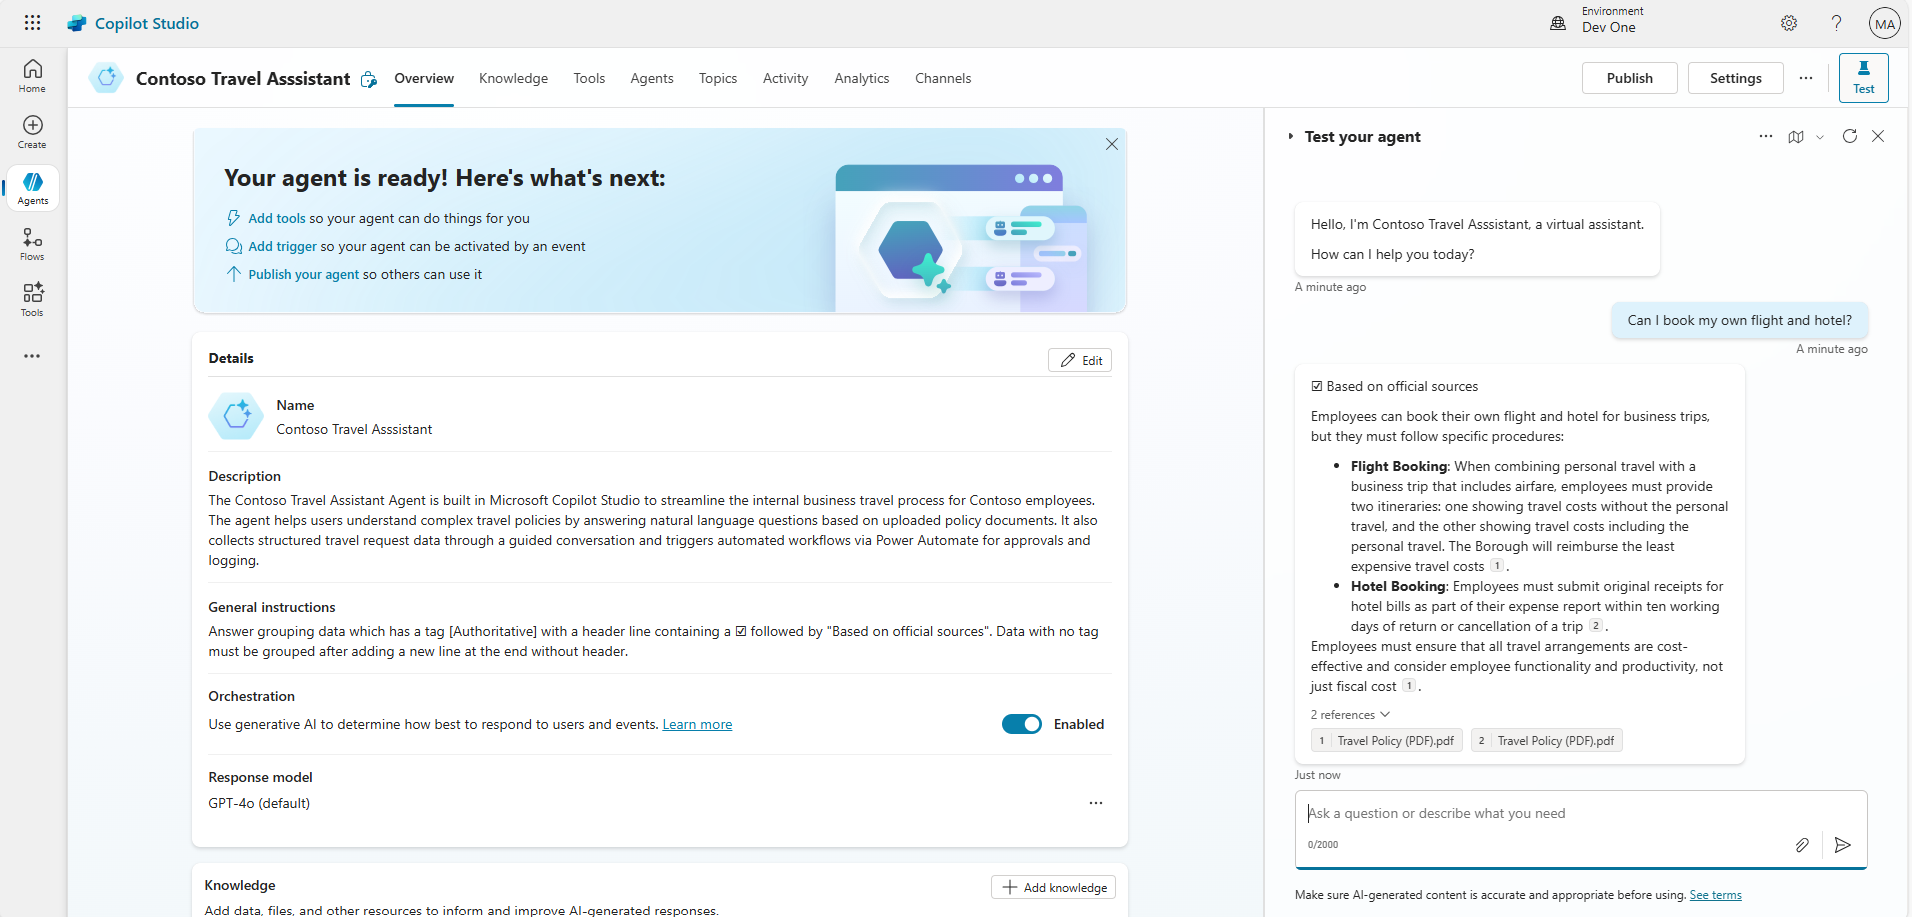 Copilot Studio
Environment
Dev One
MA
Home
Create
Agents
Flows
Tools
Contoso Travel Asssistant
Overview
Knowledge
Tools
Agents
Topics
Activity
Analytics
Channels
Publish
Settings
Test
Your agent is ready! Here's what's next:
Add tools so your agent can do things for you
Add trigger so your agent can be activated by an event
Publish your agent so others can use it
Details
Edit
Name
Contoso Travel Asssistant
Description
The Contoso Travel Assistant Agent is built in Microsoft Copilot Studio to streamline the internal business travel process for Contoso employees.
The agent helps users understand complex travel policies by answering natural language questions based on uploaded policy documents. It also
collects structured travel request data through a guided conversation and triggers automated workflows via Power Automate for approvals and
logging.
General instructions
Answer grouping data which has a tag [Authoritative] with a header line containing a ☑ followed by "Based on official sources". Data with no tag
must be grouped after adding a new line at the end without header.
Orchestration
Use generative AI to determine how best to respond to users and events. Learn more
Enabled
Response model
GPT-4o (default)
Knowledge
Add knowledge
Add data, files, and other resources to inform and improve AI-generated responses.
Test your agent
Hello, I'm Contoso Travel Asssistant, a virtual assistant.
How can I help you today?
A minute ago
Can I book my own flight and hotel?
A minute ago
☑ Based on official sources
Employees can book their own flight and hotel for business trips,
but they must follow specific procedures:
• Flight Booking: When combining personal travel with a
business trip that includes airfare, employees must provide
two itineraries: one showing travel costs without the personal
travel, and the other showing travel costs including the
personal travel. The Borough will reimburse the least
expensive travel costs 1 .
• Hotel Booking: Employees must submit original receipts for
hotel bills as part of their expense report within ten working
days of return or cancellation of a trip 2 .
Employees must ensure that all travel arrangements are cost-
effective and consider employee functionality and productivity, not
just fiscal cost 1 .
2 references
1 Travel Policy (PDF).pdf
2 Travel Policy (PDF).pdf
Just now
Ask a question or describe what you need
0/2000
Make sure AI-generated content is accurate and appropriate before using. See terms